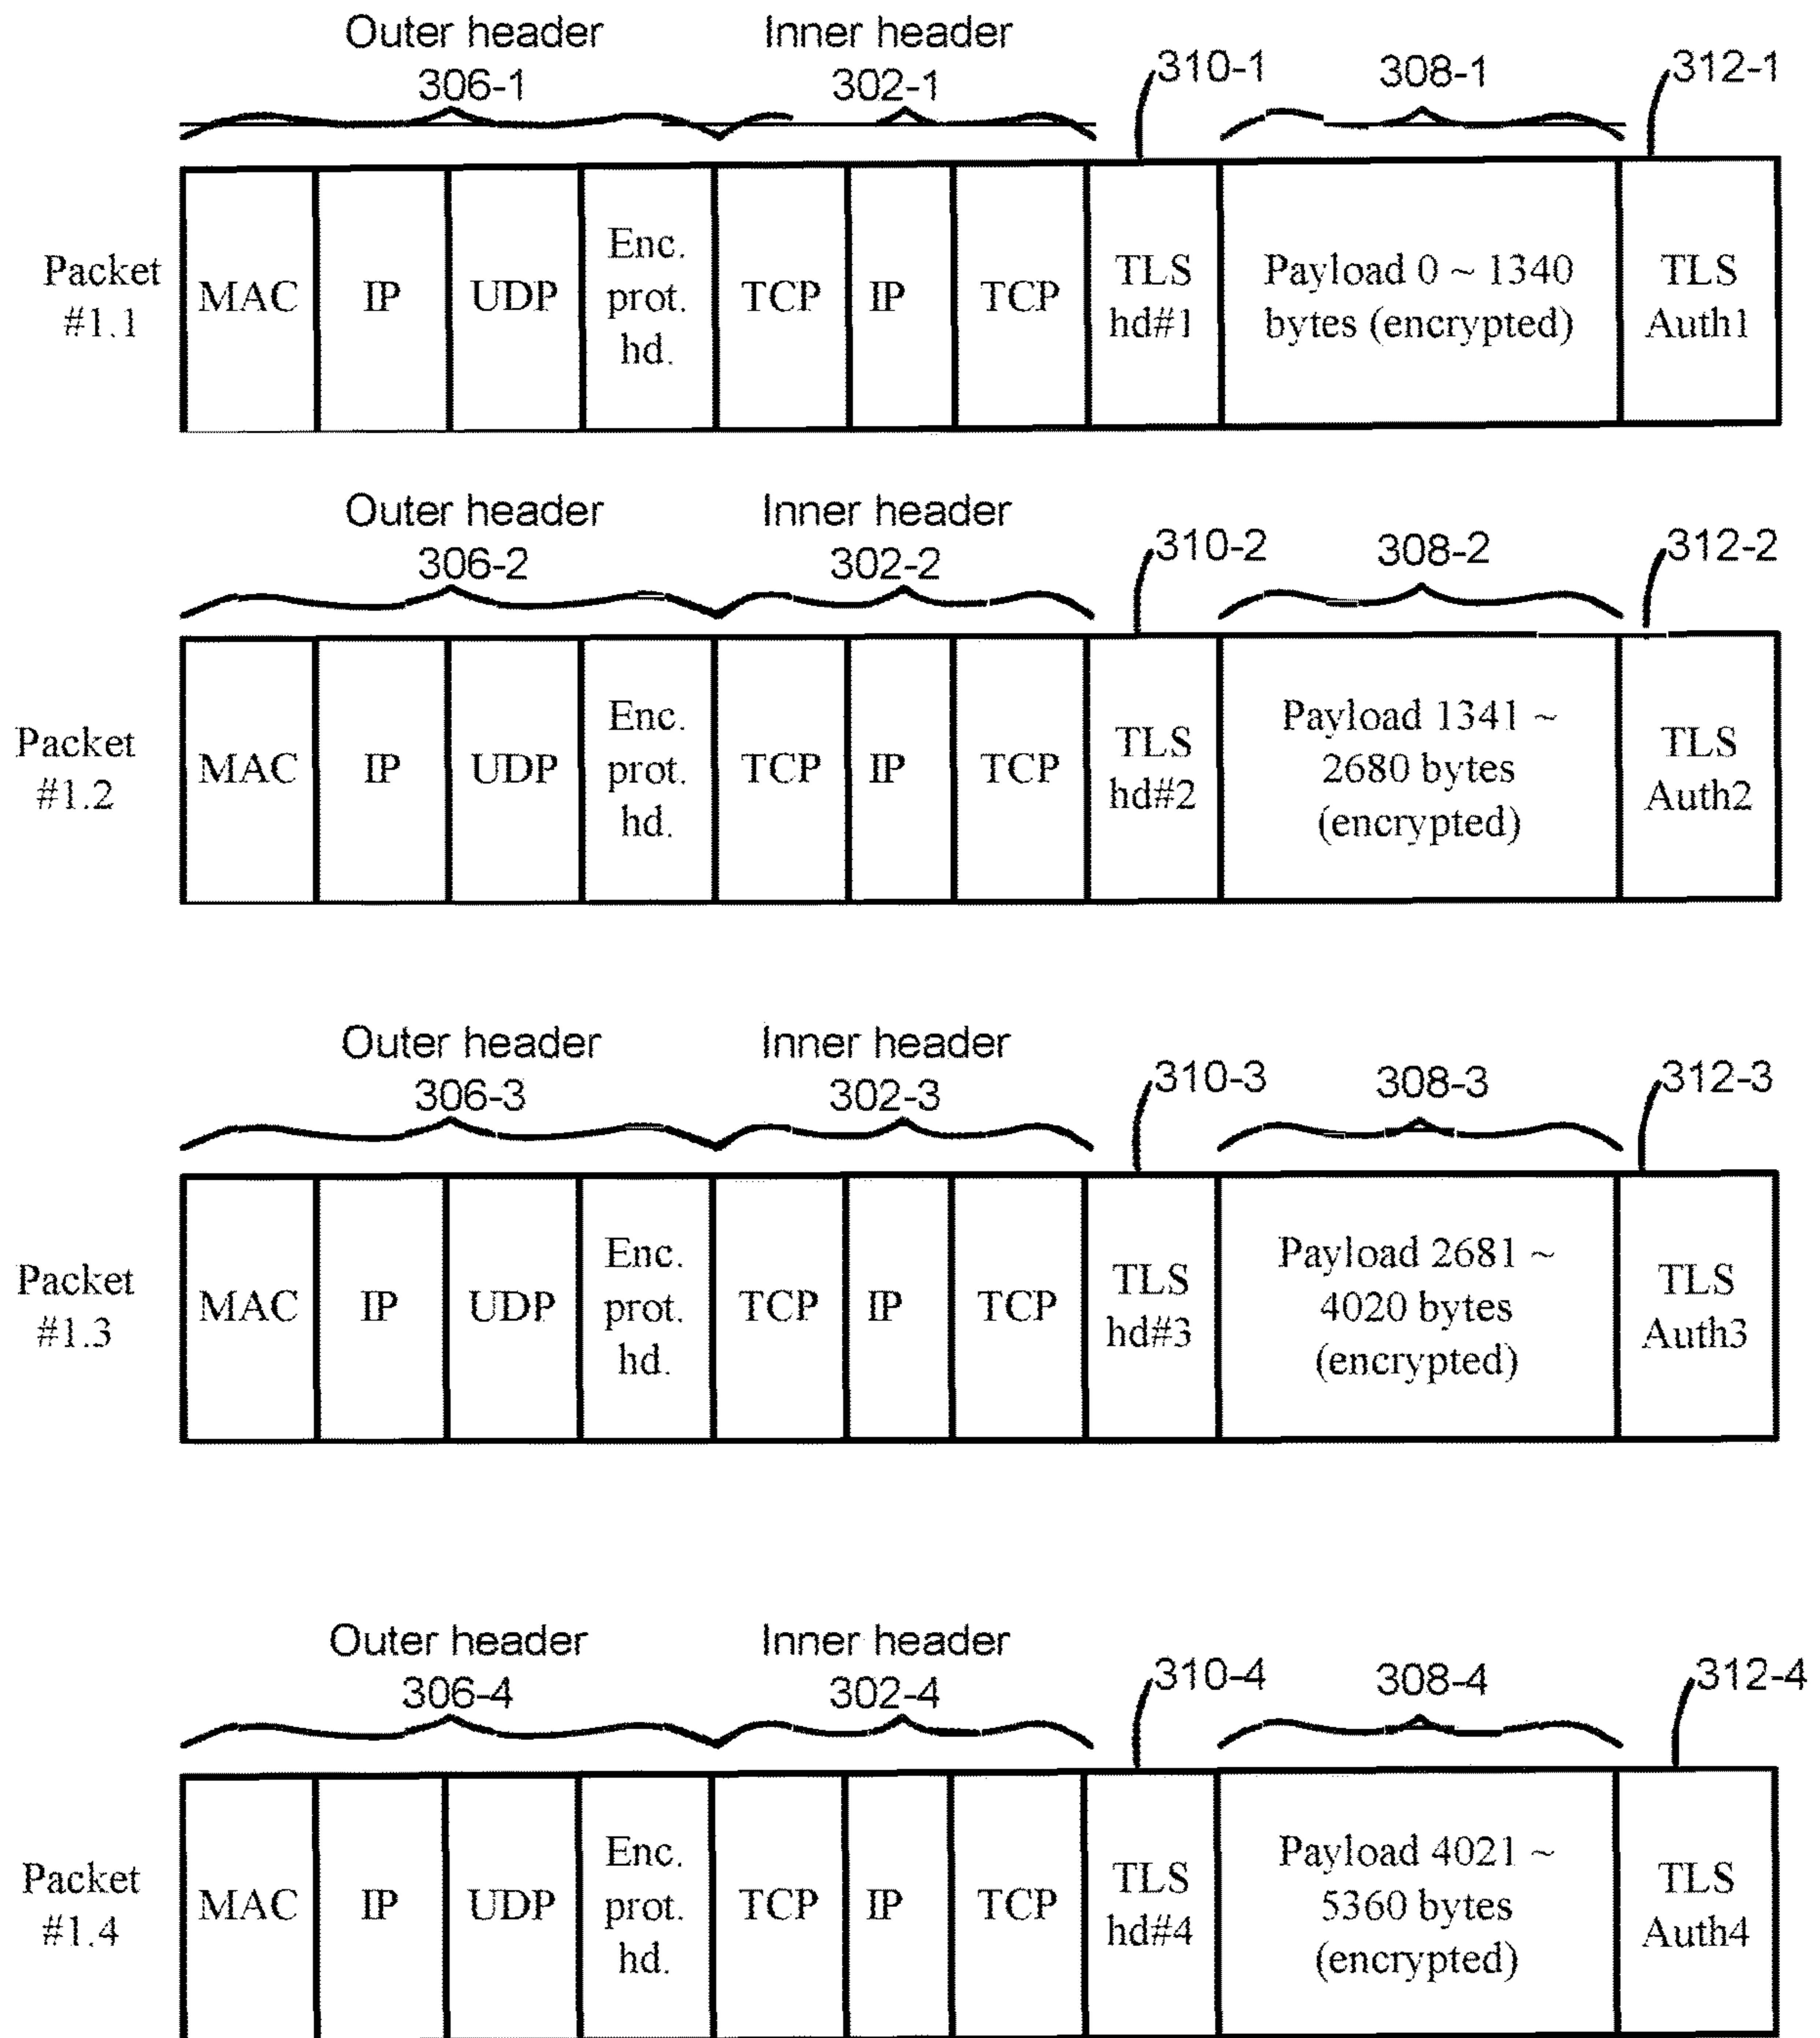 Outer header
306-1
Inner header
302-1
310-1
308-1
312-1
Packet
#1.1
MAC
IP
UDP
Enc.
prot.
hd.
TCP
IP
TCP
TLS
hd#1
Payload 0 ~ 1340
bytes (encrypted)
TLS
Auth1
Outer header
306-2
Inner header
302-2
310-2
308-2
312-2
Packet
#1.2
MAC
IP
UDP
Enc.
prot.
hd.
TCP
IP
TCP
TLS
hd#2
Payload 1341 ~
2680 bytes
(encrypted)
TLS
Auth2
Outer header
306-3
Inner header
302-3
310-3
308-3
312-3
Packet
#1.3
MAC
IP
UDP
Enc.
prot.
hd.
TCP
IP
TCP
TLS
hd#3
Payload 2681 ~
4020 bytes
(encrypted)
TLS
Auth3
Outer header
306-4
Inner header
302-4
310-4
308-4
312-4
Packet
#1.4
MAC
IP
UDP
Enc.
prot.
hd.
TCP
IP
TCP
TLS
hd#4
Payload 4021 ~
5360 bytes
(encrypted)
TLS
Auth4